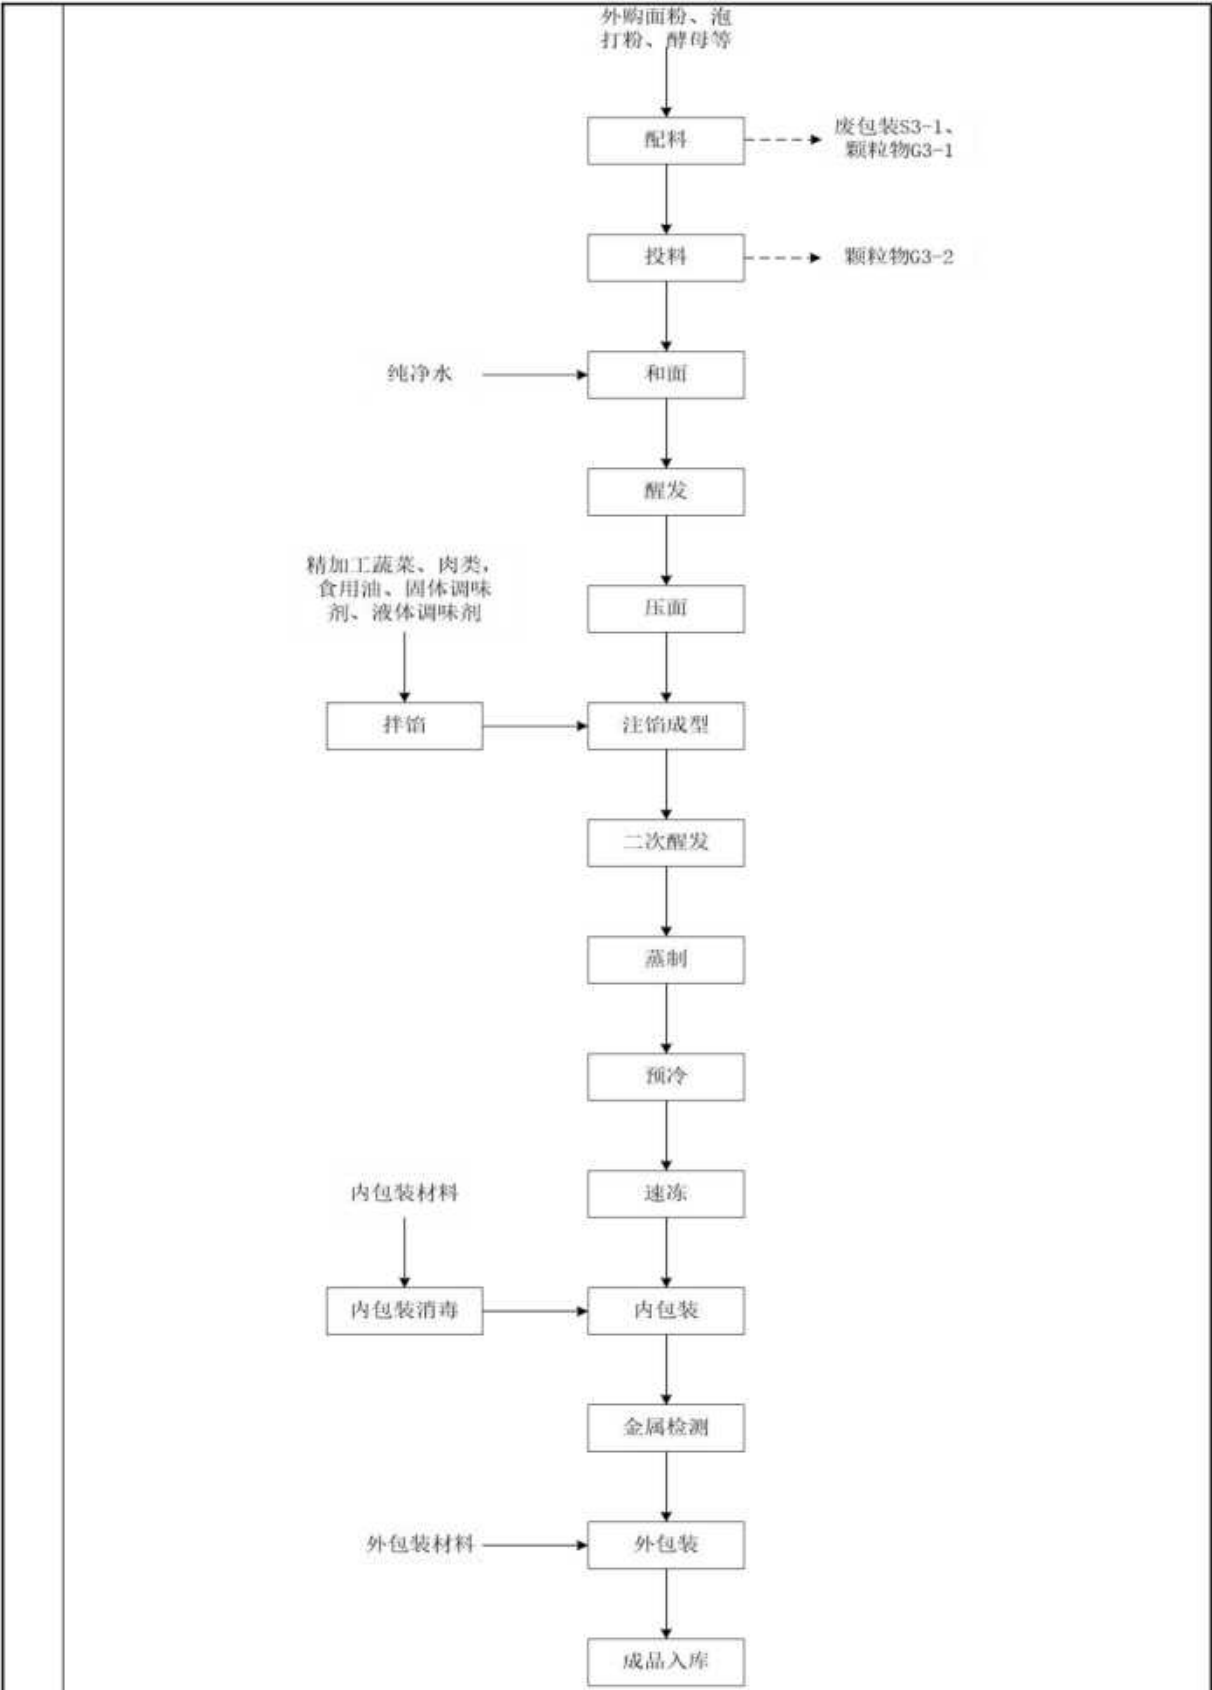 外购面粉、泡
打粉、酵母等
配料
废包装S3-1、
颗粒物G3-1
投料
颗粒物G3-2
纯净水
和面
醒发
精加工蔬菜、肉类,
食用油、固体调味
剂、液体调味剂
压面
拌馅
注馅成型
二次醒发
蒸制
预冷
内包装材料
速冻
内包装消毒
内包装
金属检测
外包装材料
外包装
成品入库